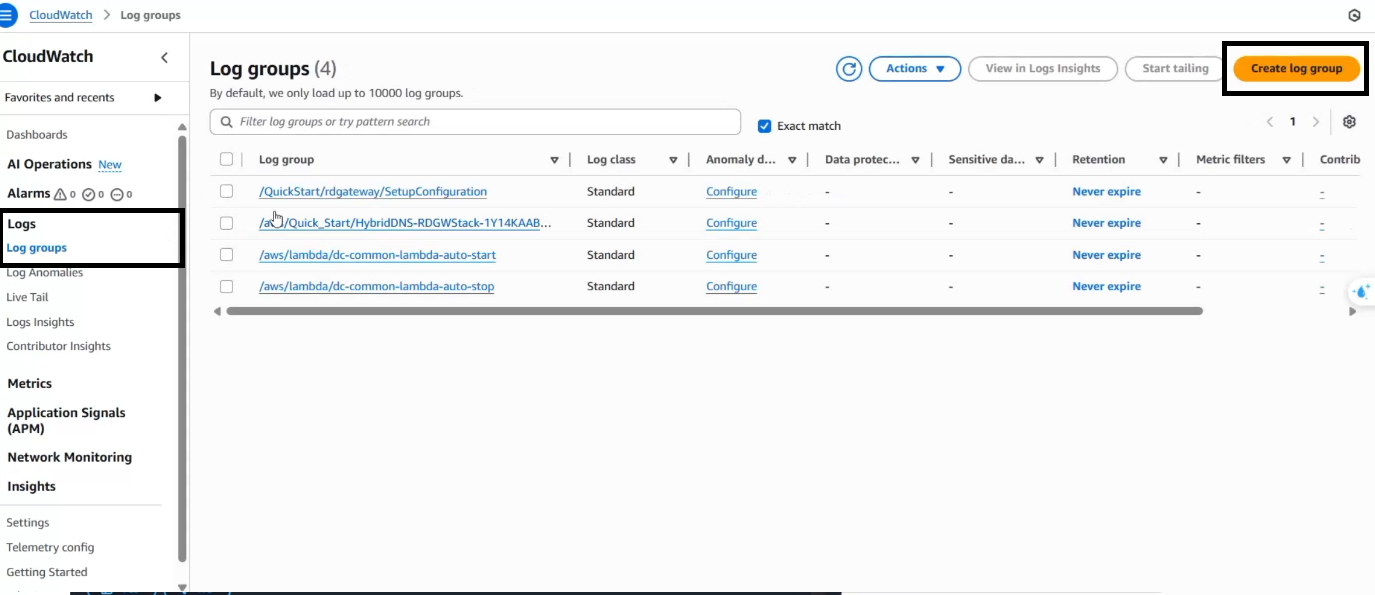 CloudWatch > Log groups
CloudWatch
Favorites and recents
Dashboards
AI Operations New
Alarms 0 0 0
Logs
Log groups
Log Anomalies
Live Tail
Logs Insights
Contributor Insights
Metrics
Application Signals
(APM)
Network Monitoring
Insights
Settings
Telemetry config
Getting Started
Log groups (4)
By default, we only load up to 10000 log groups.
Actions View in Logs Insights Start tailing Create log group
Filter log groups or try pattern search Exact match 1
Log group Log class Anomaly d... Data protec... Sensitive da... Retention Metric filters Contrib
/QuickStart/rdgateway/SetupConfiguration Standard Configure - - Never expire - -
/aws/Quick_Start/HybridDNS-RDGWStack-1Y14KAAB... Standard Configure - - Never expire - -
/aws/lambda/dc-common-lambda-auto-start Standard Configure - - Never expire - -
/aws/lambda/dc-common-lambda-auto-stop Standard Configure - - Never expire - -